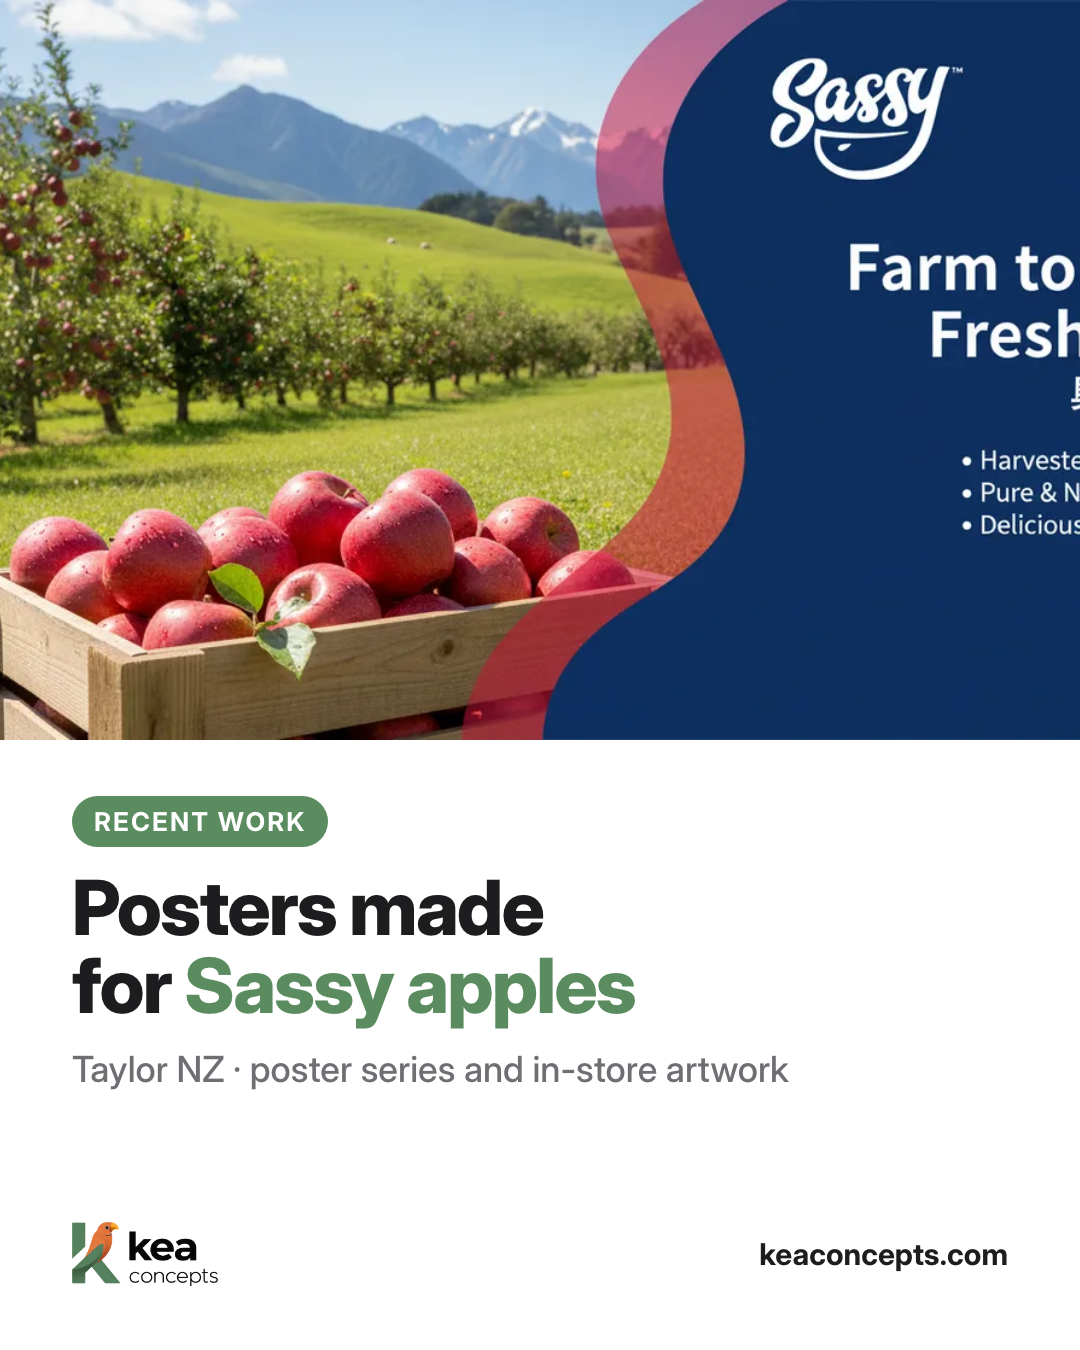 Sassy™
Farm to
Fresh
• Harveste
• Pure & N
• Delicious
RECENT WORK
Posters made
for Sassy apples
Taylor NZ · poster series and in-store artwork
kea
concepts
keaconcepts.com